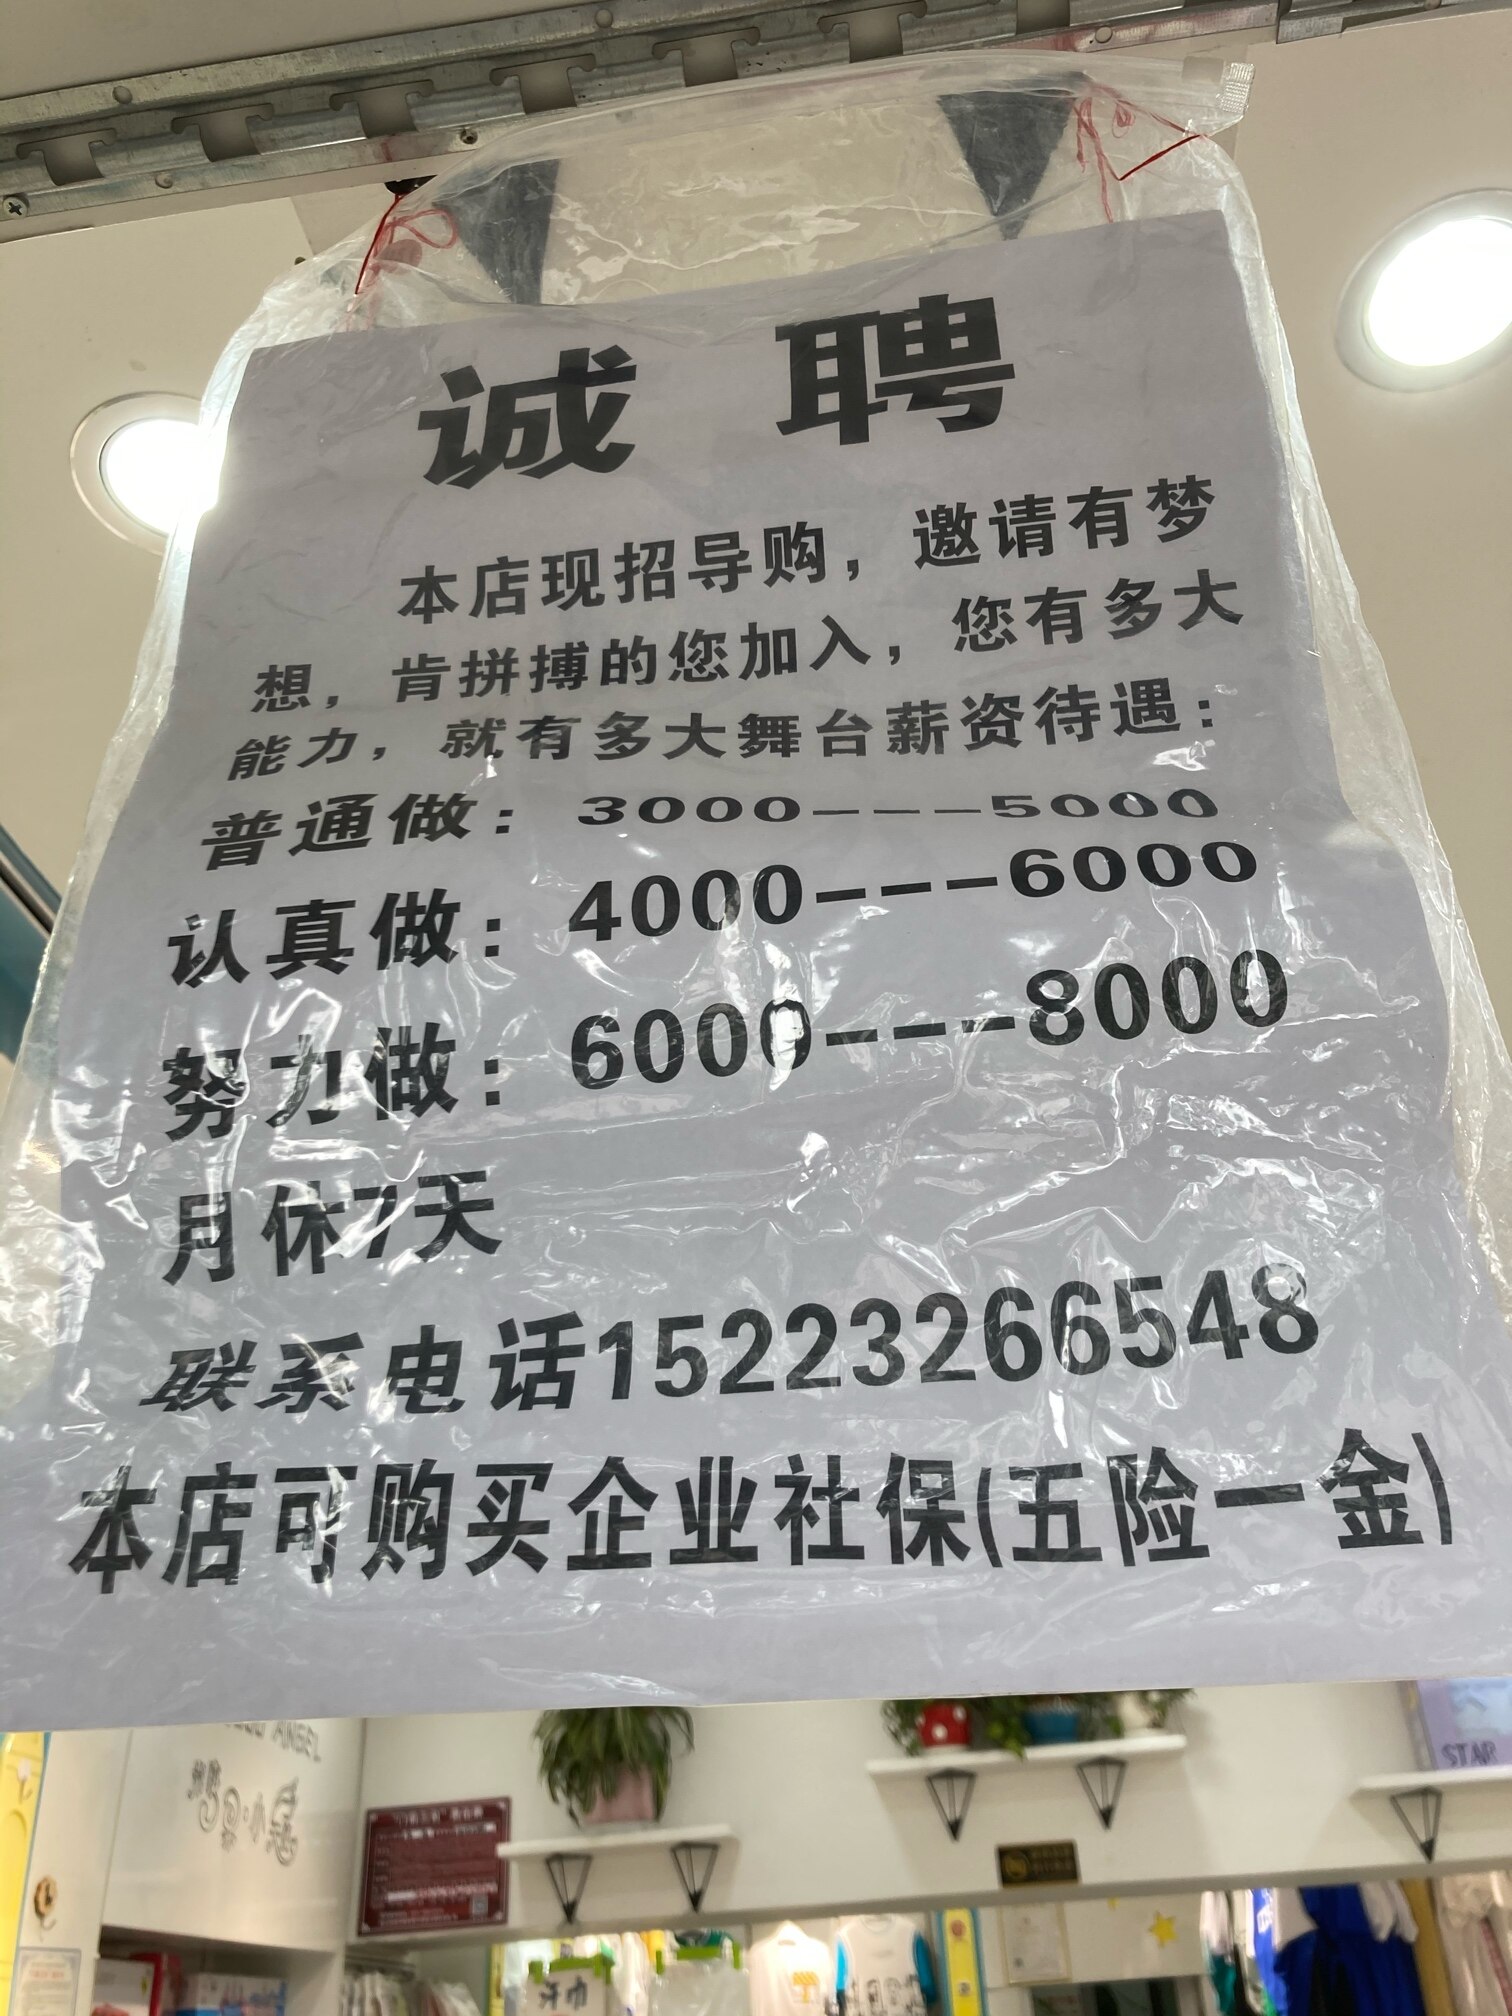 诚 聘
本店现招导购，邀请有梦
想，肯拼搏的您加入，您有多大
能力，就有多大舞台薪资待遇：
普通做：3000---5000
认真做：4000---6000
努力做：6000---8000
月休7天
联系电话15223266548
本店可购买企业社保(五险一金)
ANGEL
STAR